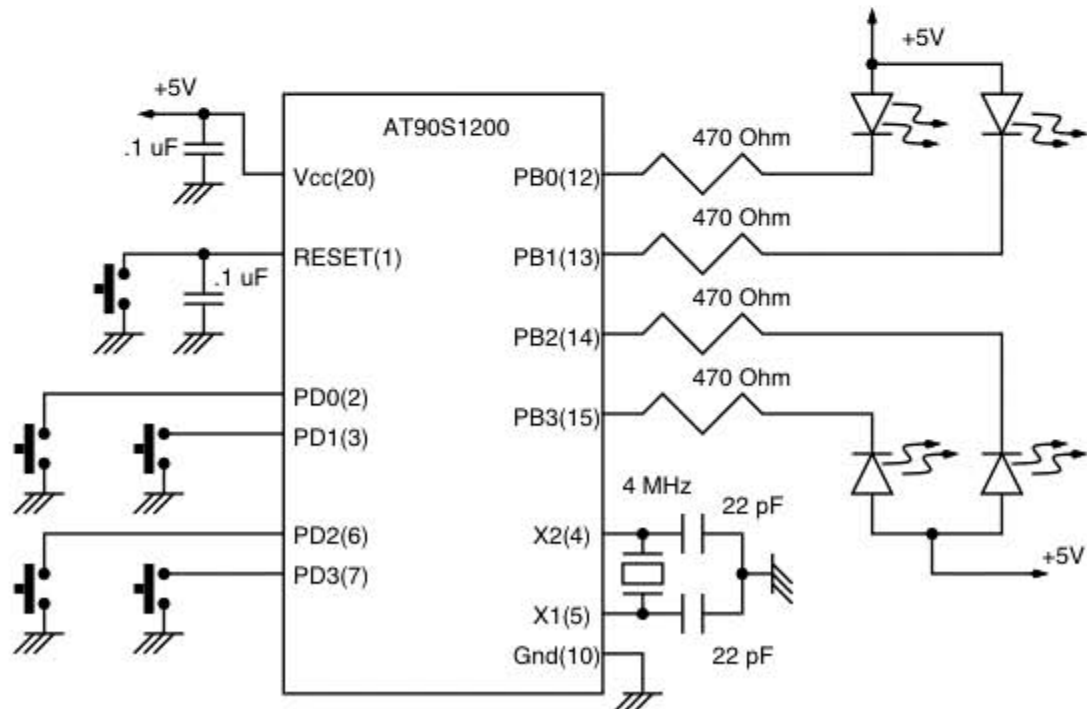 +5V
+5V
AT90S1200
.1 uF
470 Ohm
Vcc(20)
PB0(12)
470 Ohm
RESET(1)
PB1(13)
.1 uF
470 Ohm
PB2(14)
470 Ohm
PD0(2)
PB3(15)
PD1(3)
4 MHz
22 pF
PD2(6)
X2(4)
+5V
PD3(7)
X1(5)
Gnd(10)
22 pF